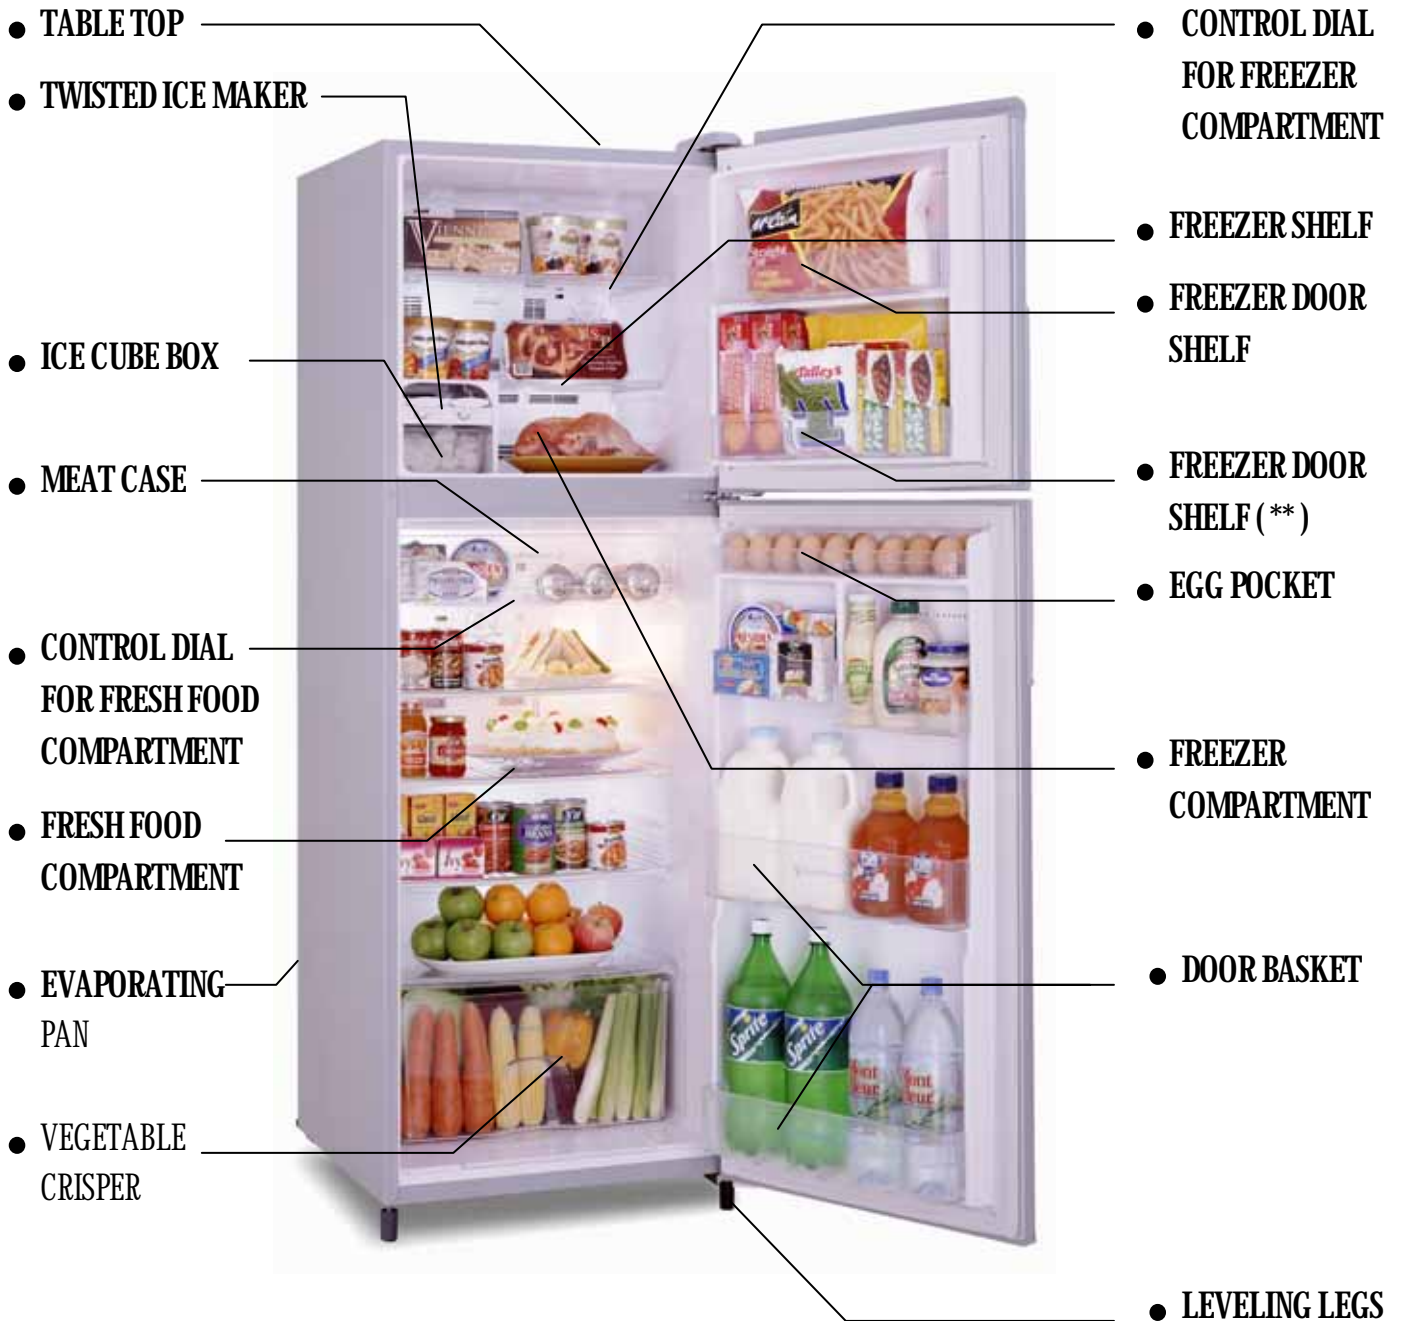 ● TABLE TOP
● TWISTED ICE MAKER
● ICE CUBE BOX
● MEAT CASE
● CONTROL DIAL
FOR FRESH FOOD
COMPARTMENT
● FRESH FOOD
COMPARTMENT
● EVAPORATING
PAN
● VEGETABLE
CRISPER
● CONTROL DIAL
FOR FREEZER
COMPARTMENT
● FREEZER SHELF
● FREEZER DOOR
SHELF
● FREEZER DOOR
SHELF ( ** )
● EGG POCKET
● FREEZER
COMPARTMENT
● DOOR BASKET
● LEVELING LEGS
Talley's
Sprite
Sprite